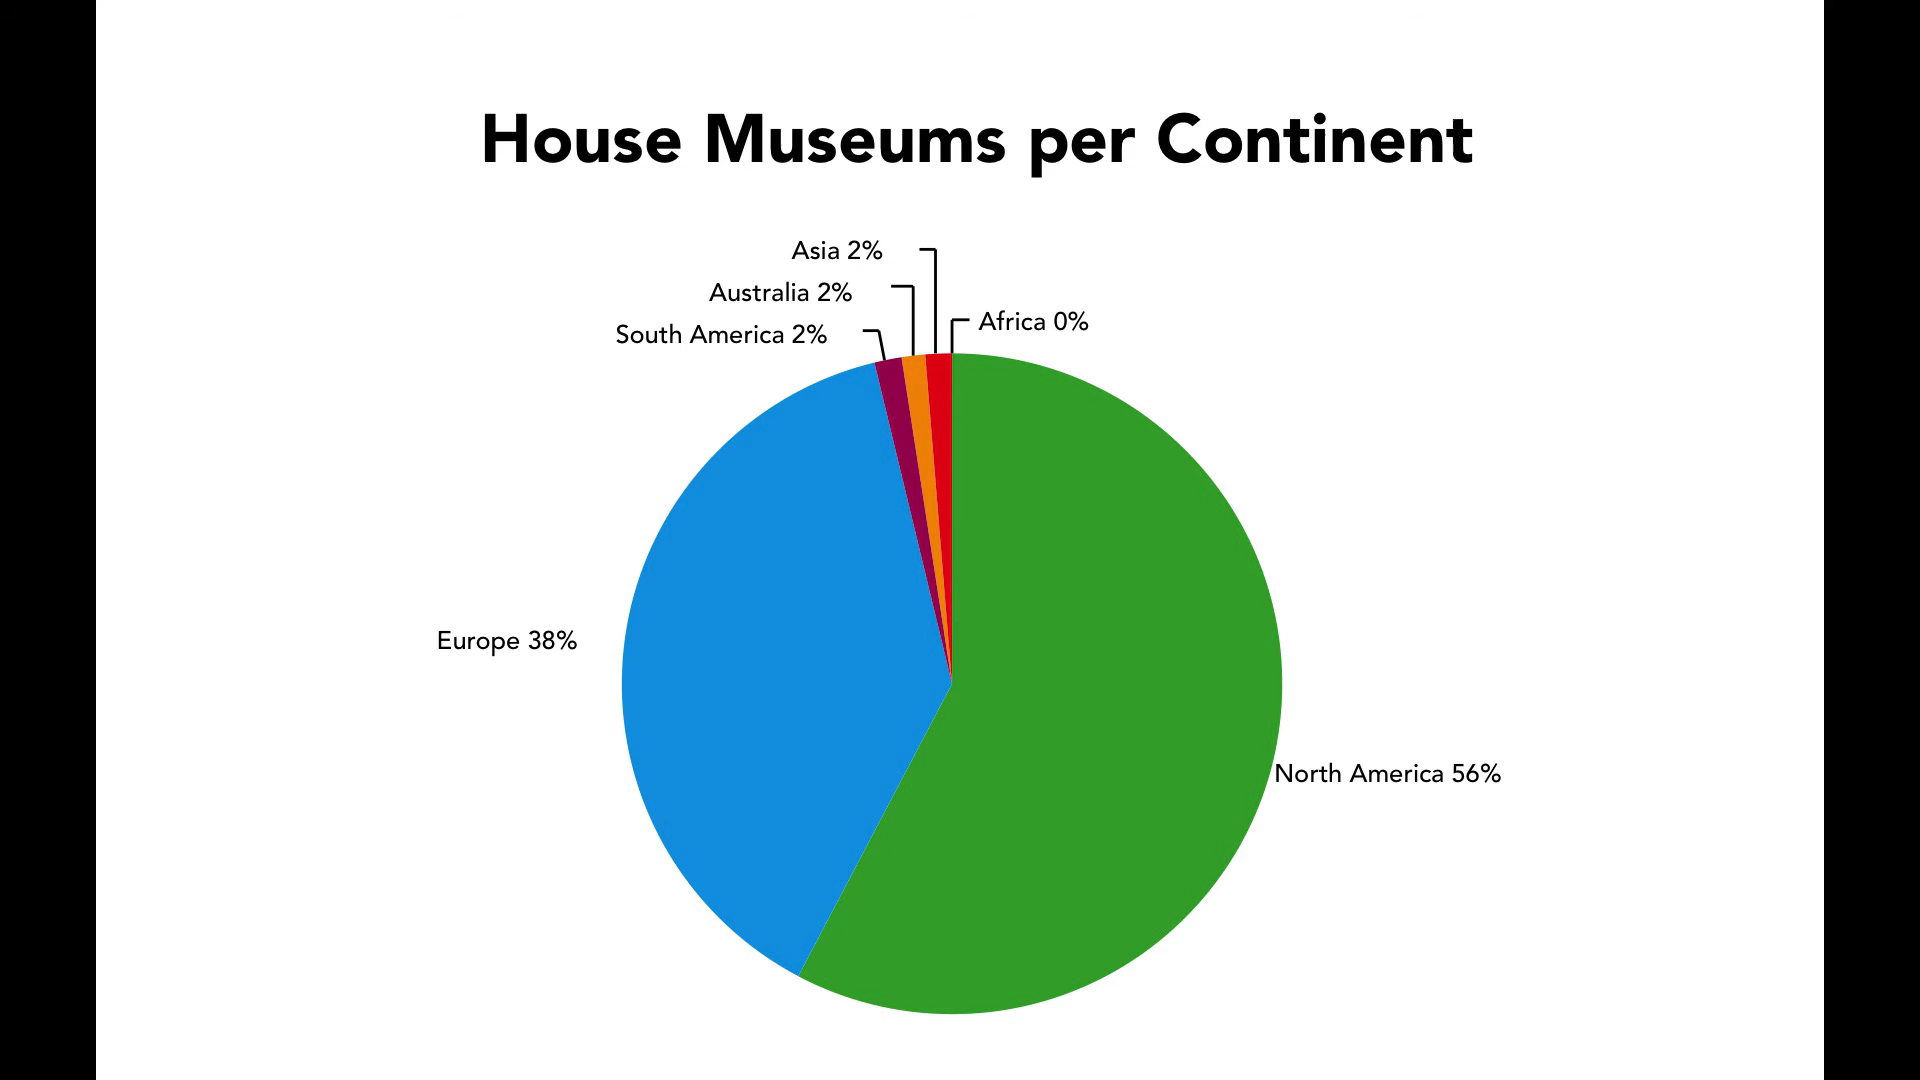 House Museums per Continent
Asia 2%
Australia 2%
Africa 0%
South America 2%
Europe 38%
North America 56%